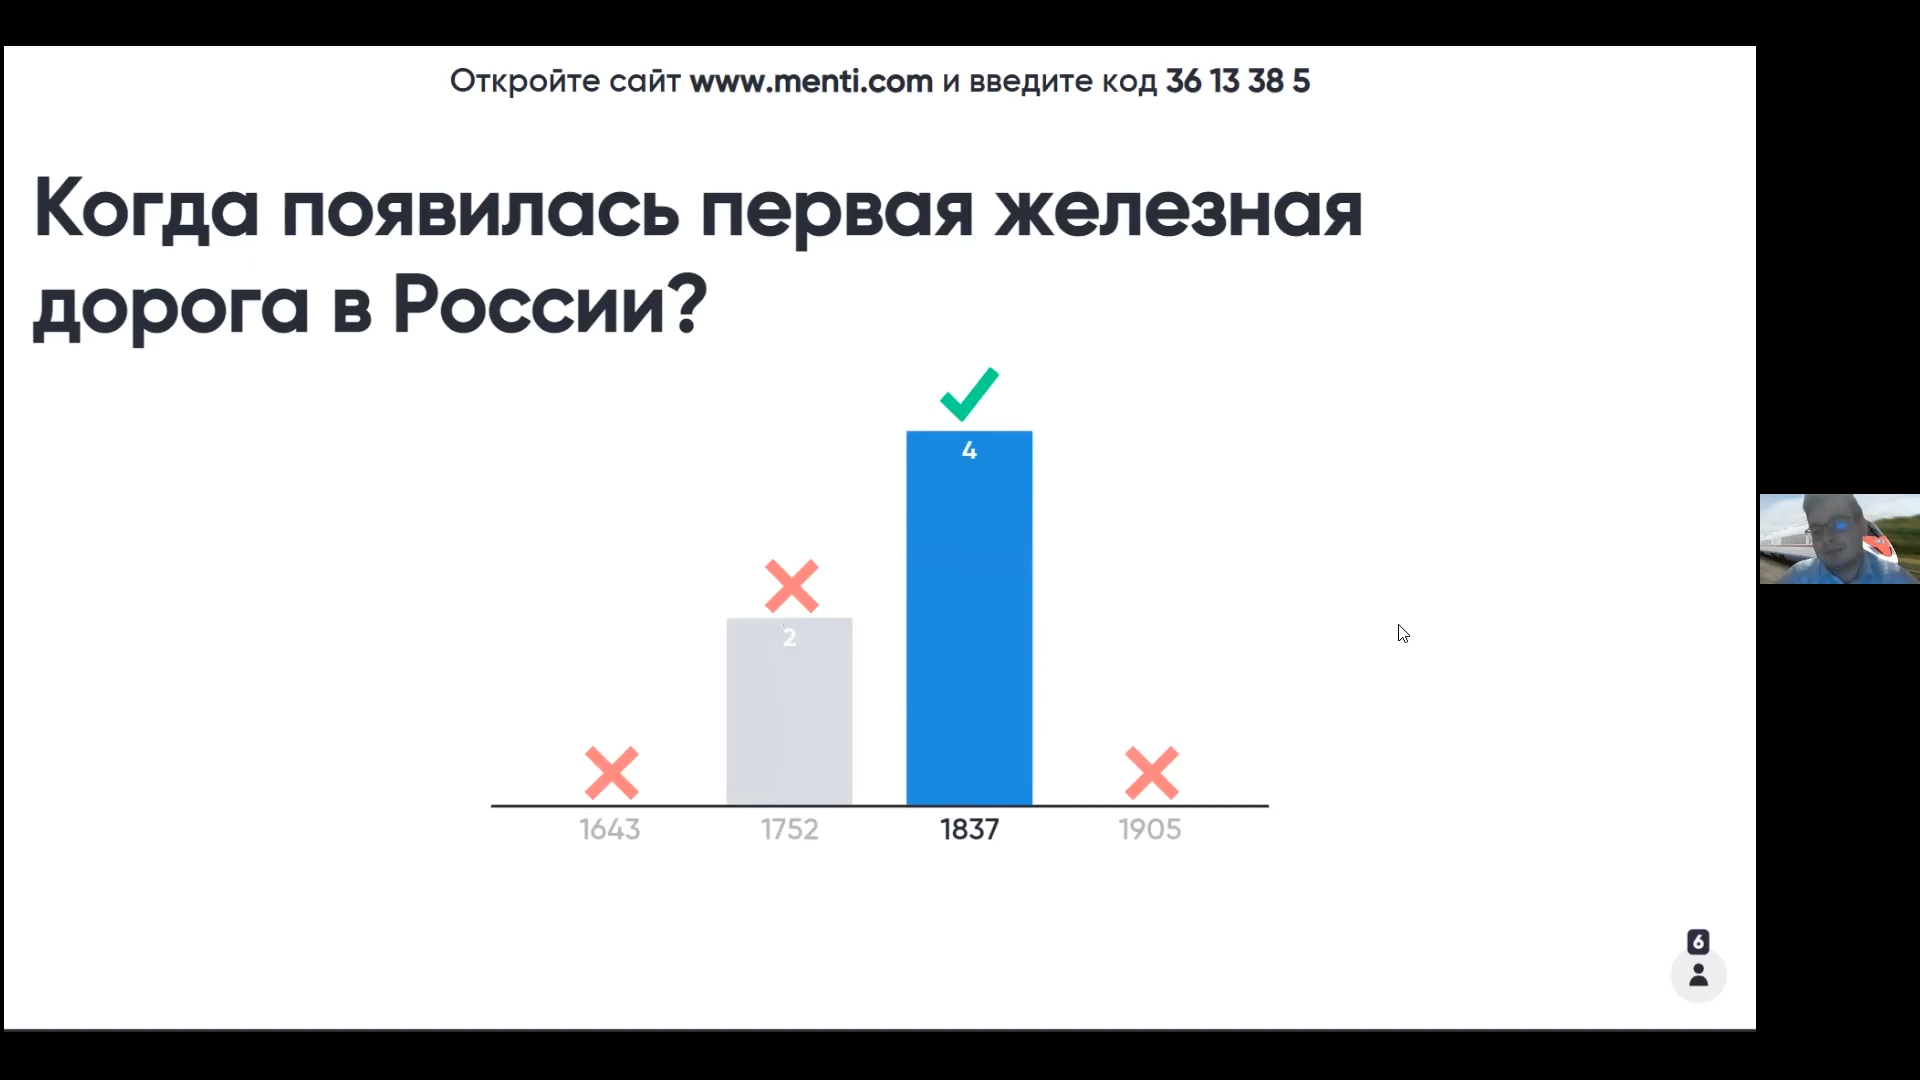 Откройте сайт www.menti.com и введите код 36 13 38 5
Когда появилась первая железная
дорога в России?
4
2
1643 1752 1837 1905
6